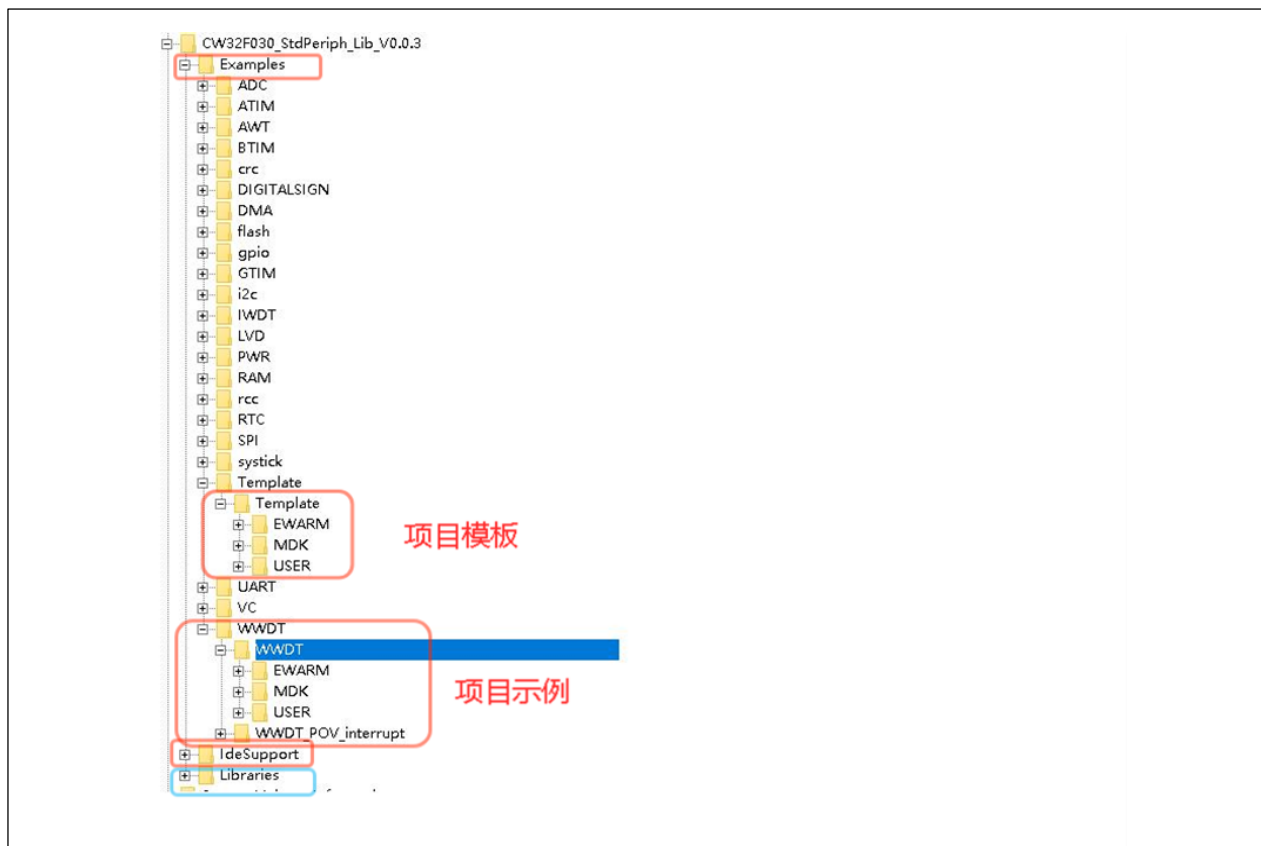 CW32F030_StdPeriph_Lib_V0.0.3
Examples
ADC
ATIM
AWT
BTIM
crc
DIGITALSIGN
DMA
flash
gpio
GTIM
i2c
IWDT
LVD
PWR
RAM
rcc
RTC
SPI
systick
Template
Template
EWARM
项目模板
MDK
USER
UART
VC
WWDT
WWDT
EWARM
MDK
项目示例
USER
WWDT_POV_interrupt
IdeSupport
Libraries